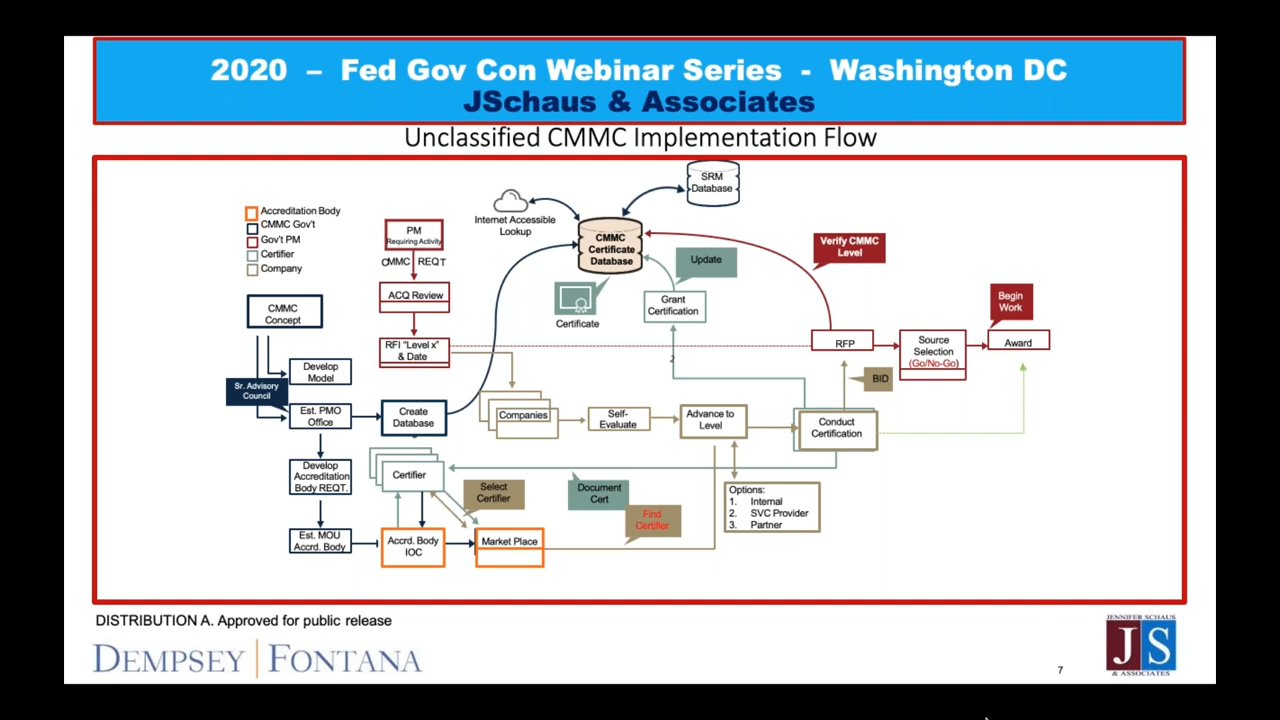 2020 – Fed Gov Con Webinar Series - Washington DC
JSchaus & Associates
Unclassified CMMC Implementation Flow
SRM
Database
Internet Accessible
Lookup
CMMC
Certificate
Database
Accreditation Body
CMMC Gov't
Gov't PM
Certifier
Company
PM
Requiring Activity
CMMC REQT
ACQ Review
RFI "Level x"
& Date
Verify CMMC
Level
Update
Certificate
Grant
Certification
2
Begin
Work
RFP
Source
Selection
(Go/No-Go)
Award
BID
CMMC
Concept
Develop
Model
Sr. Advisory
Council
Est. PMO
Office
Create
Database
Companies
Self-
Evaluate
Advance to
Level
Conduct
Certification
Develop
Accreditation
Body REQT.
Certifier
Select
Certifier
Document
Cert
Find
Certifier
Options:
1. Internal
2. SVC Provider
3. Partner
Est. MOU
Accrd. Body
Accrd. Body
IOC
Market Place
DISTRIBUTION A. Approved for public release
DEMPSEY FONTANA
7
JENNIFER SCHAUS
JS
& ASSOCIATES